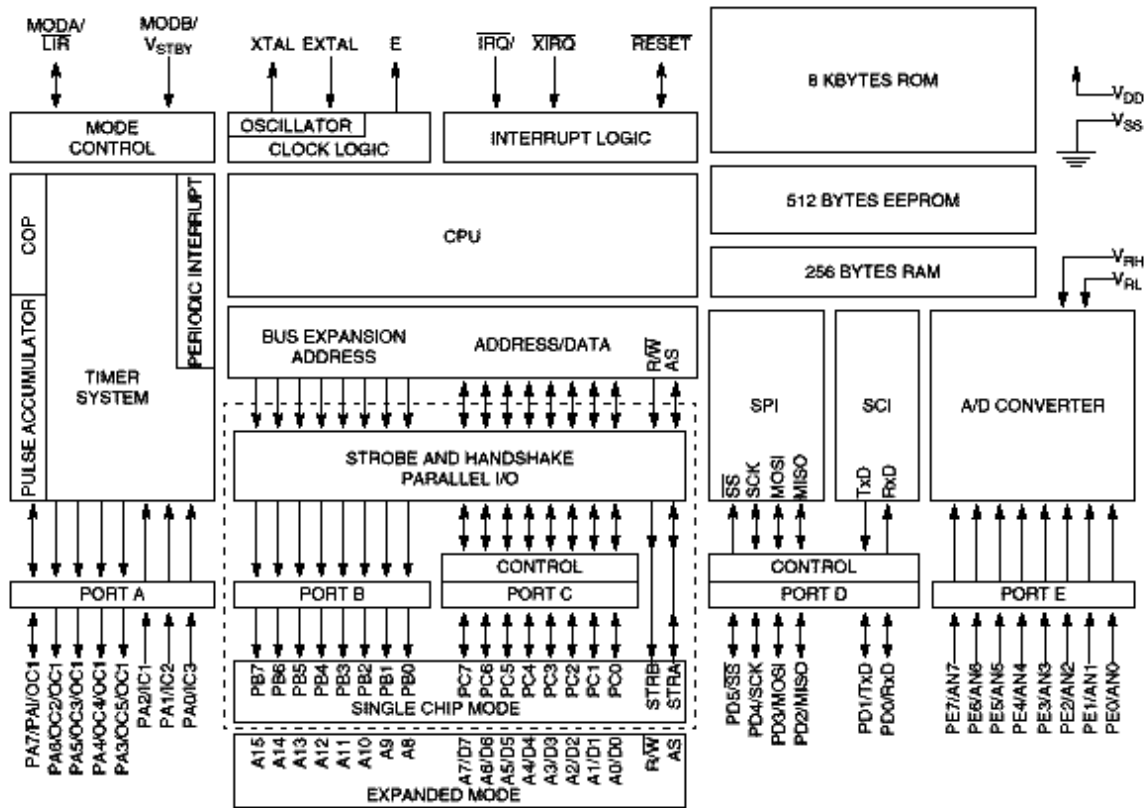 MODA/
LIR
MODB/
VSTBY
XTAL
EXTAL
E
IRQ/
XIRQ
RESET
8 KBYTES ROM
VDD
VSS
MODE
CONTROL
OSCILLATOR
CLOCK LOGIC
INTERRUPT LOGIC
COP
PERIODIC INTERRUPT
CPU
512 BYTES EEPROM
256 BYTES RAM
VRH
VRL
PULSE ACCUMULATOR
TIMER
SYSTEM
BUS EXPANSION
ADDRESS
ADDRESS/DATA
R/W
AS
SPI
SCI
A/D CONVERTER
STROBE AND HANDSHAKE
PARALLEL I/O
SS
SCK
MOSI
MISO
TxD
RxD
CONTROL
CONTROL
PORT A
PORT B
PORT C
PORT D
PORT E
PA7/PAI/OC1
PA6/OC2/OC1
PA5/OC3/OC1
PA4/OC4/OC1
PA3/OC5/OC1
PA2/IC1
PA1/IC2
PA0/IC3
PB7
PB6
PB5
PB4
PB3
PB2
PB1
PB0
PC7
PC6
PC5
PC4
PC3
PC2
PC1
PC0
STRB
STRA
SINGLE CHIP MODE
PD5/SS
PD4/SCK
PD3/MOSI
PD2/MISO
PD1/TxD
PD0/RxD
PE7/AN7
PE6/AN6
PE5/AN5
PE4/AN4
PE3/AN3
PE2/AN2
PE1/AN1
PE0/AN0
A15
A14
A13
A12
A11
A10
A9
A8
A7/D7
A6/D6
A5/D5
A4/D4
A3/D3
A2/D2
A1/D1
A0/D0
R/W
AS
EXPANDED MODE